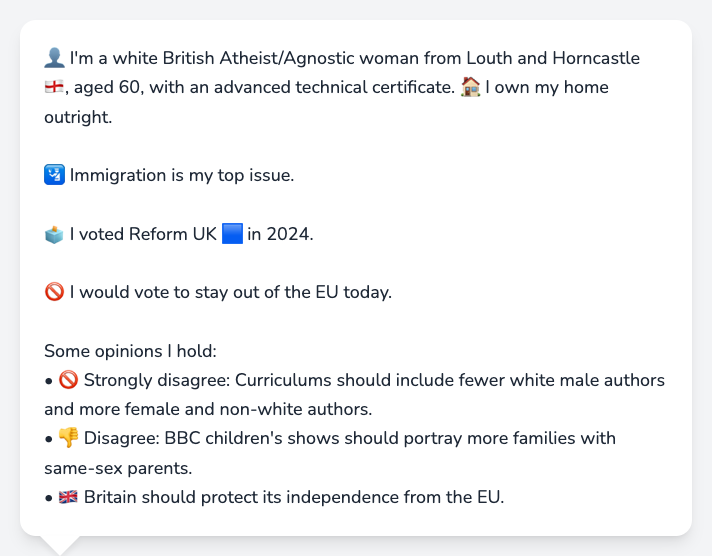 👤 I'm a white British Atheist/Agnostic woman from Louth and Horncastle
🏴󠁧󠁢󠁥󠁮󠁧󠁿, aged 60, with an advanced technical certificate. 🏠 I own my home
outright.
🛂 Immigration is my top issue.
🗳️ I voted Reform UK 🟦 in 2024.
🚫 I would vote to stay out of the EU today.
Some opinions I hold:
• 🚫 Strongly disagree: Curriculums should include fewer white male authors
and more female and non-white authors.
• 👎 Disagree: BBC children's shows should portray more families with
same-sex parents.
• 🇬🇧 Britain should protect its independence from the EU.